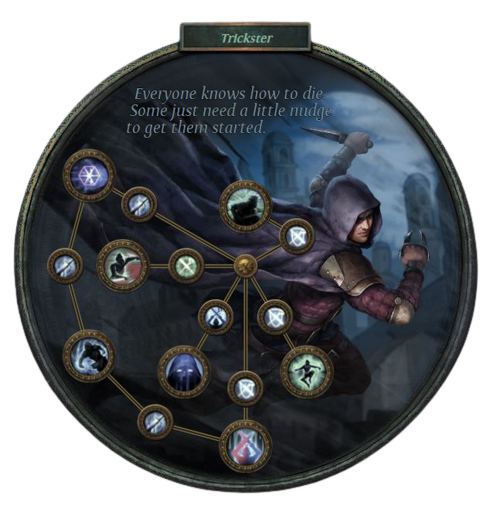 Trickster
Everyone knows how to die
Some just need a little nudge
to get them started.